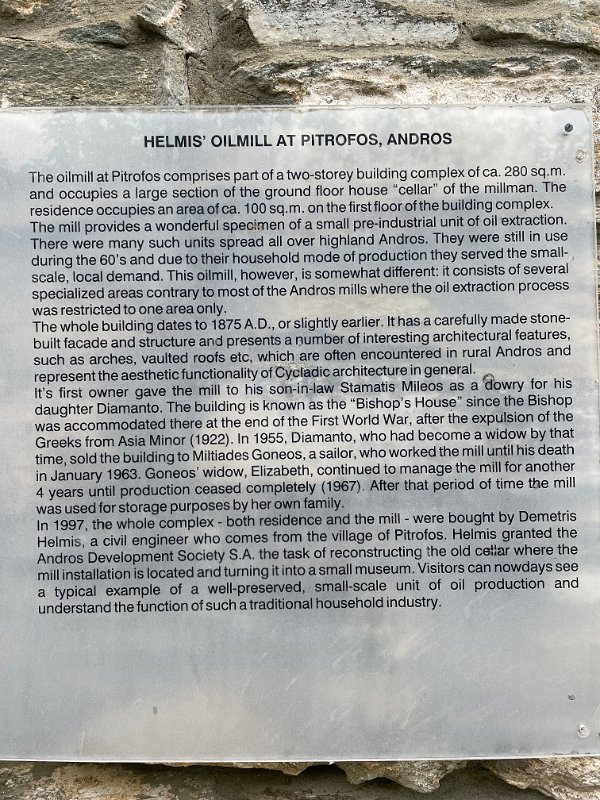 HELMIS' OILMILL AT PITROFOS, ANDROS
The oilmill at Pitrofos comprises part of a two-storey building complex of ca. 280 sq.m.
and occupies a large section of the ground floor house “cellar” of the millman. The
residence occupies an area of ca. 100 sq.m. on the first floor of the building complex.
The mill provides a wonderful specimen of a small pre-industrial unit of oil extraction.
There were many such units spread all over highland Andros. They were still in use
during the 60's and due to their household mode of production they served the small-
scale, local demand. This oilmill, however, is somewhat different: it consists of several
specialized areas contrary to most of the Andros mills where the oil extraction process
was restricted to one area only.
The whole building dates to 1875 A.D., or slightly earlier. It has a carefully made stone-
built facade and structure and presents a number of interesting architectural features,
such as arches, vaulted roofs etc, which are often encountered in rural Andros and
represent the aesthetic functionality of Cycladic architecture in general.
It's first owner gave the mill to his son-in-law Stamatis Mileos as a dowry for his
daughter Diamanto. The building is known as the “Bishop's House” since the Bishop
was accommodated there at the end of the First World War, after the expulsion of the
Greeks from Asia Minor (1922). In 1955, Diamanto, who had become a widow by that
time, sold the building to Miltiades Goneos, a sailor, who worked the mill until his death
in January 1963. Goneos' widow, Elizabeth, continued to manage the mill for another
4 years until production ceased completely (1967). After that period of time the mill
was used for storage purposes by her own family.
In 1997, the whole complex - both residence and the mill - were bought by Demetris
Helmis, a civil engineer who comes from the village of Pitrofos. Helmis granted the
Andros Development Society S.A. the task of reconstructing the old cellar where the
mill installation is located and turning it into a small museum. Visitors can nowdays see
a typical example of a well-preserved, small-scale unit of oil production and
understand the function of such a traditional household industry.